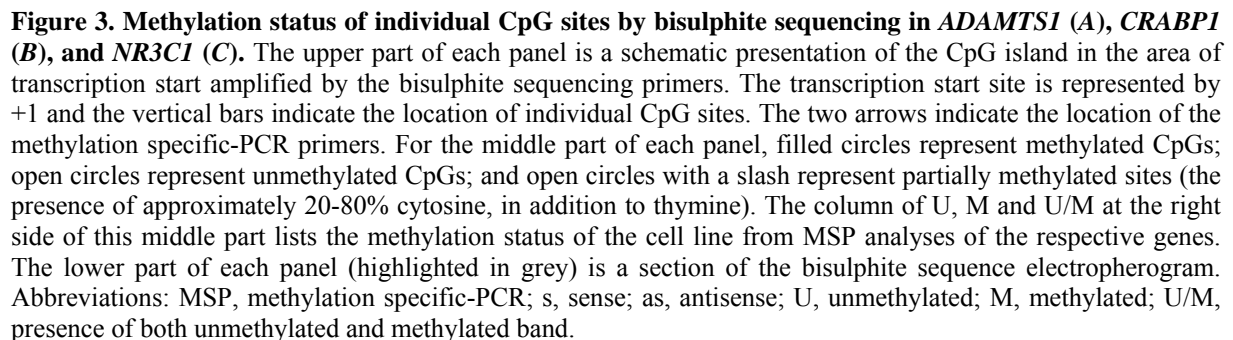 Figure 3. Methylation status of individual CpG sites by bisulphite sequencing in ADAMTS1 (A), CRABP1
(B), and NR3C1 (C). The upper part of each panel is a schematic presentation of the CpG island in the area of
transcription start amplified by the bisulphite sequencing primers. The transcription start site is represented by
+1 and the vertical bars indicate the location of individual CpG sites. The two arrows indicate the location of the
methylation specific-PCR primers. For the middle part of each panel, filled circles represent methylated CpGs;
open circles represent unmethylated CpGs; and open circles with a slash represent partially methylated sites (the
presence of approximately 20-80% cytosine, in addition to thymine). The column of U, M and U/M at the right
side of this middle part lists the methylation status of the cell line from MSP analyses of the respective genes.
The lower part of each panel (highlighted in grey) is a section of the bisulphite sequence electropherogram.
Abbreviations: MSP, methylation specific-PCR; s, sense; as, antisense; U, unmethylated; M, methylated; U/M,
presence of both unmethylated and methylated band.